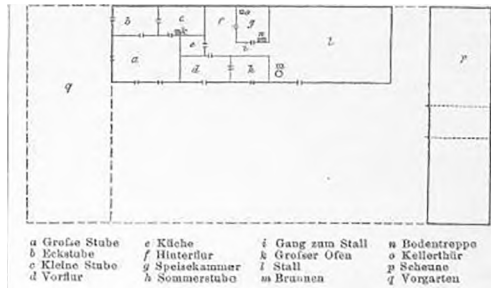 b c f g l
a e i
d h m
q p
a Große Stube
b Eckstube
c Kleine Stube
d Vorflur
e Küche
f Hinterflur
g Speisekammer
h Sommerstube
i Gang zum Stall
k Großer Ofen
l Stall
m Brunnen
n Bodentreppe
o Kellerthür
p Scheune
q Vorgarten